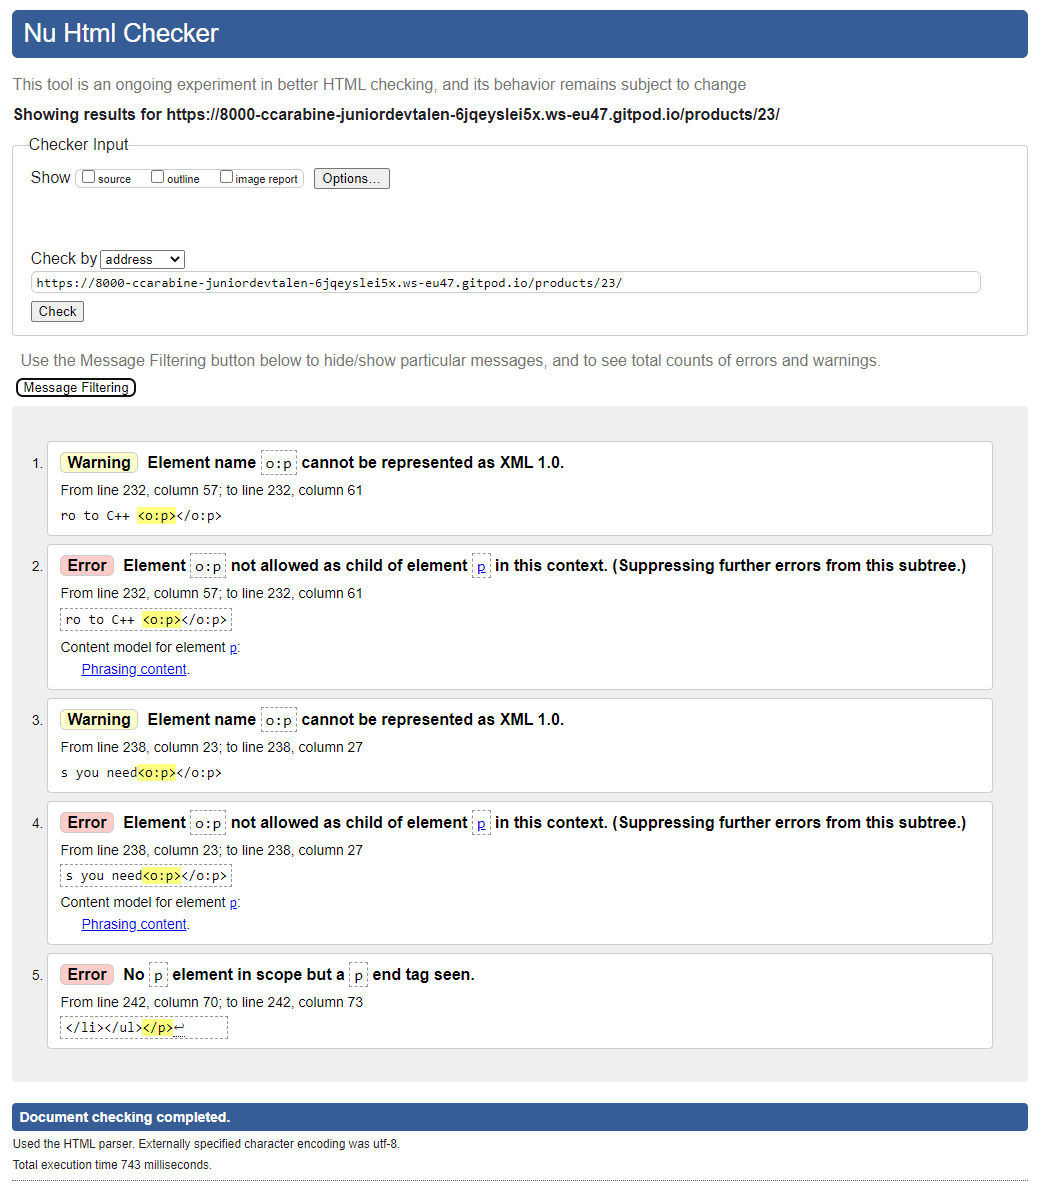 Nu Html Checker
This tool is an ongoing experiment in better HTML checking, and its behavior remains subject to change
Showing results for https://8000-ccarabine-juniordevtalen-6jqeyslei5x.ws-eu47.gitpod.io/products/23/
Checker Input
Show source outline image report Options...
Check by address
https://8000-ccarabine-juniordevtalen-6jqeyslei5x.ws-eu47.gitpod.io/products/23/
Check
Use the Message Filtering button below to hide/show particular messages, and to see total counts of errors and warnings.
Message Filtering
1. Warning Element name o:p cannot be represented as XML 1.0.
From line 232, column 57; to line 232, column 61
ro to C++ <o:p></o:p>
2. Error Element o:p not allowed as child of element p in this context. (Suppressing further errors from this subtree.)
From line 232, column 57; to line 232, column 61
ro to C++ <o:p></o:p>
Content model for element p:
Phrasing content.
3. Warning Element name o:p cannot be represented as XML 1.0.
From line 238, column 23; to line 238, column 27
s you need<o:p></o:p>
4. Error Element o:p not allowed as child of element p in this context. (Suppressing further errors from this subtree.)
From line 238, column 23; to line 238, column 27
s you need<o:p></o:p>
Content model for element p:
Phrasing content.
5. Error No p element in scope but a p end tag seen.
From line 242, column 70; to line 242, column 73
</li></ul></p>↩
Document checking completed.
Used the HTML parser. Externally specified character encoding was utf-8.
Total execution time 743 milliseconds.